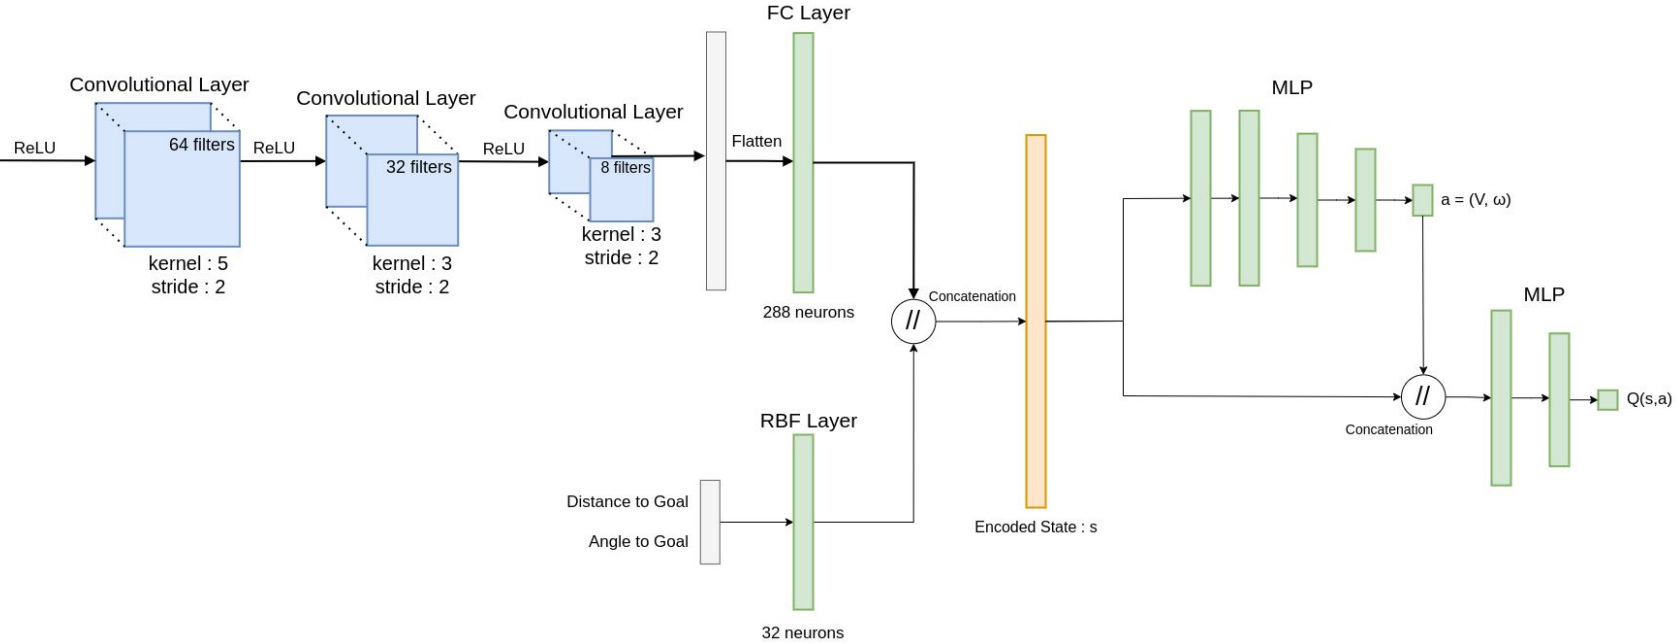 FC Layer
Convolutional Layer
Convolutional Layer
Convolutional Layer
MLP
ReLU
64 filters
ReLU
32 filters
ReLU
8 filters
Flatten
a = (V, ω)
kernel : 5
stride : 2
kernel : 3
stride : 2
kernel : 3
stride : 2
288 neurons
//
Concatenation
MLP
RBF Layer
//
Concatenation
Q(s,a)
Distance to Goal
Angle to Goal
Encoded State : s
32 neurons